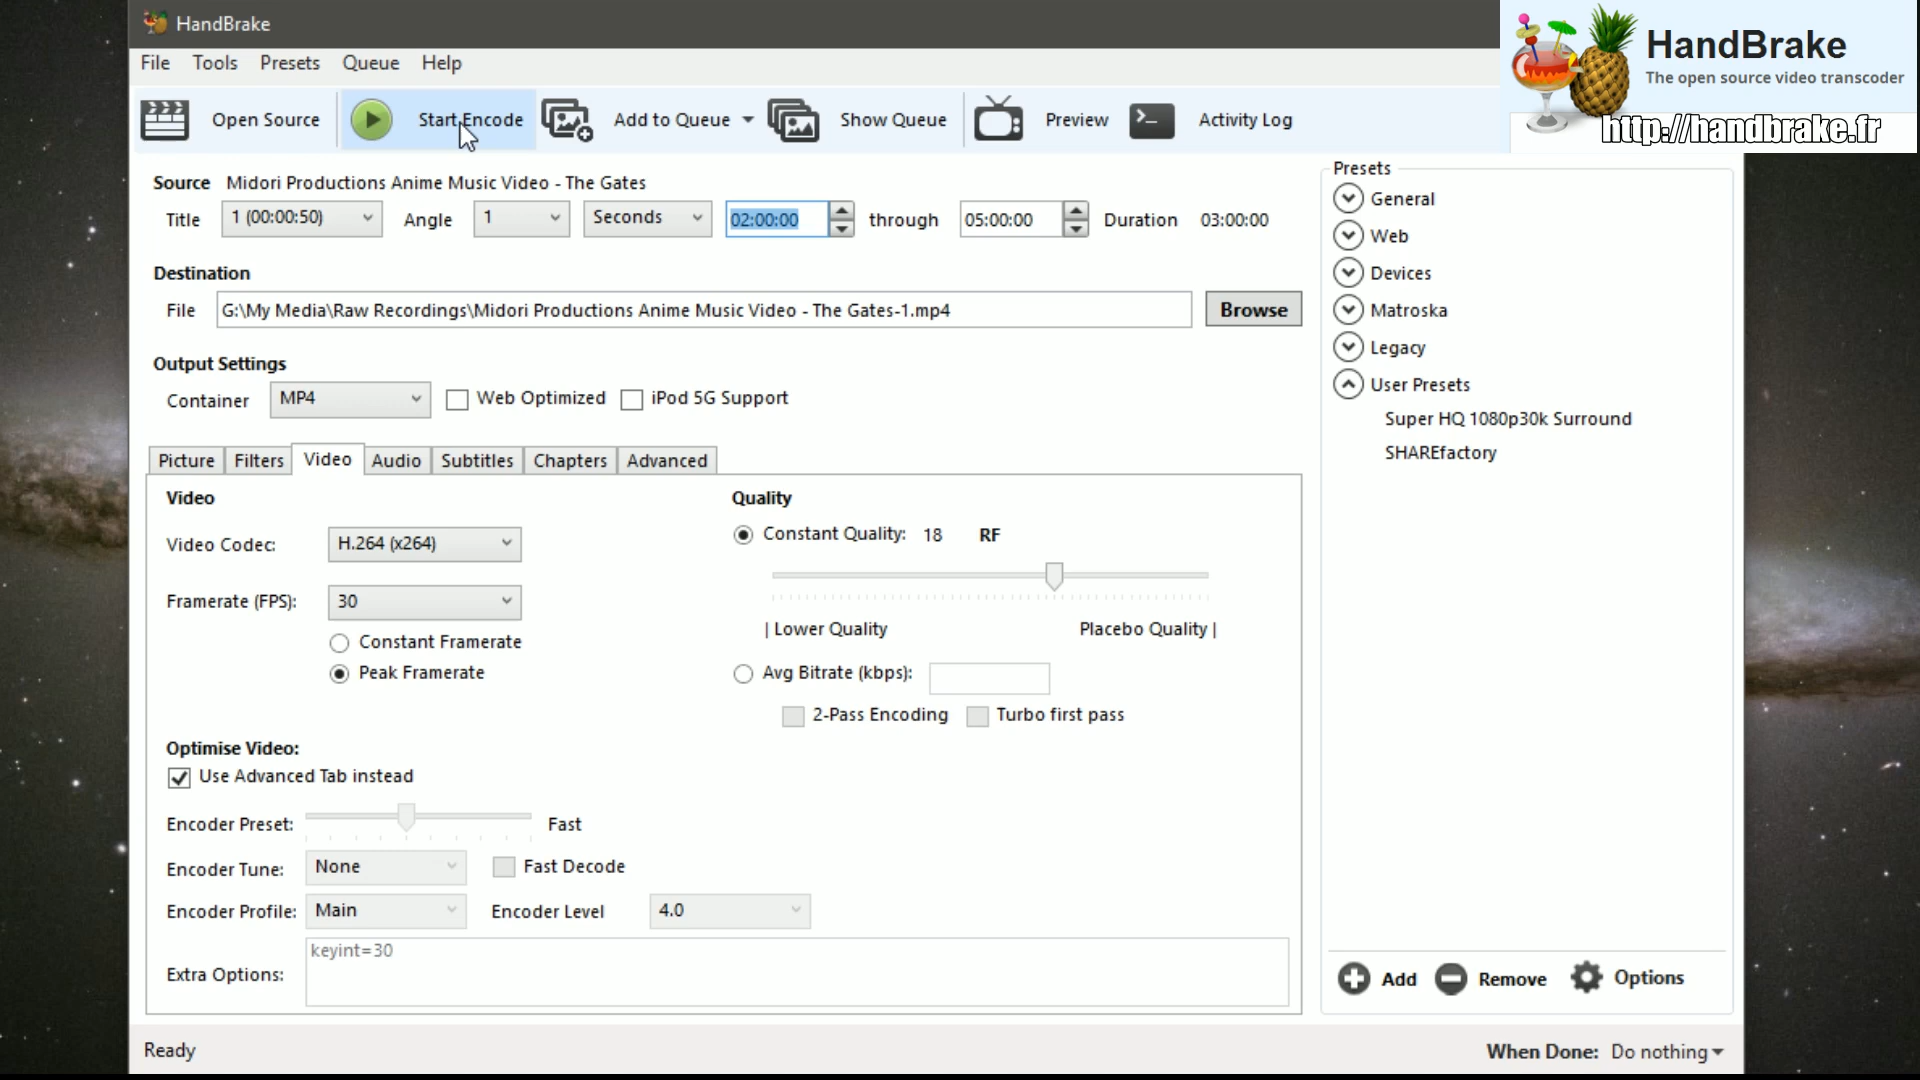 HandBrake
HandBrake
The open source video transcoder
http://handbrake.fr
File Tools Presets Queue Help
Open Source Start Encode Add to Queue Show Queue Preview Activity Log
Source Midori Productions Anime Music Video - The Gates
Title 1 (00:00:50) Angle 1 Seconds 02:00:00 through 05:00:00 Duration 03:00:00
Destination
File G:\My Media\Raw Recordings\Midori Productions Anime Music Video - The Gates-1.mp4 Browse
Output Settings
Container MP4 Web Optimized iPod 5G Support
Picture Filters Video Audio Subtitles Chapters Advanced
Video
Video Codec: H.264 (x264)
Framerate (FPS): 30
Constant Framerate
Peak Framerate
Quality
Constant Quality: 18 RF
| Lower Quality Placebo Quality |
Avg Bitrate (kbps):
2-Pass Encoding Turbo first pass
Optimise Video:
Use Advanced Tab instead
Encoder Preset: Fast
Encoder Tune: None Fast Decode
Encoder Profile: Main Encoder Level 4.0
Extra Options: keyint=30
Presets
General
Web
Devices
Matroska
Legacy
User Presets
Super HQ 1080p30k Surround
SHAREfactory
Add Remove Options
Ready
When Done: Do nothing